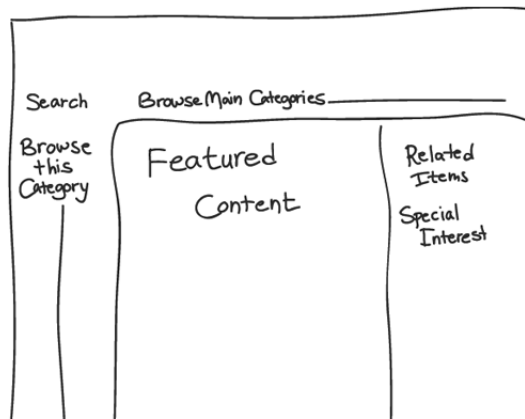 Search
Browse Main Categories
Browse
this
Category
Featured
Content
Related
Items
Special
Interest